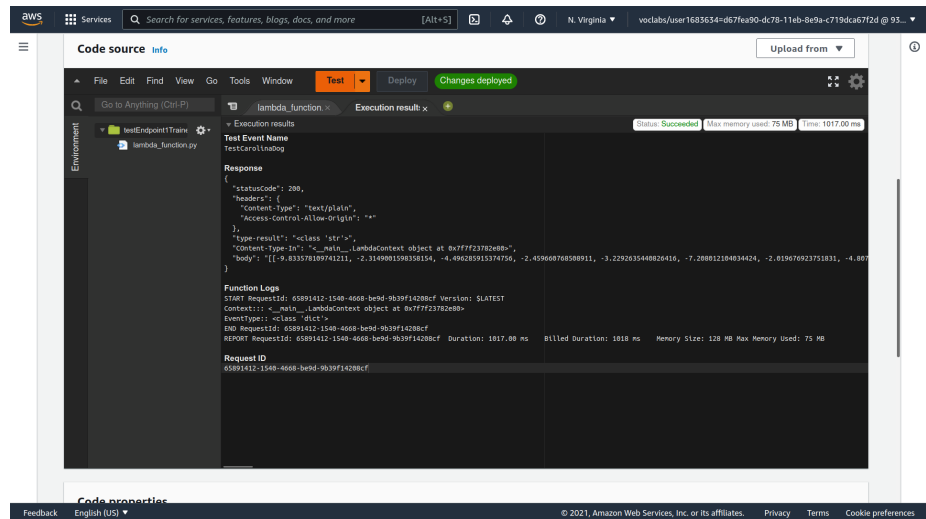 aws Services Search for services, features, blogs, docs, and more [Alt+S] N. Virginia ▼ voclabs/user1683634=d67fea90-dc78-11eb-8e9a-c719dca67f2d @ 93... ▼
Code source Info Upload from ▼
File Edit Find View Go Tools Window Test Deploy Changes deployed
Go to Anything (Ctrl-P) lambda_function. × Execution result: ×
Environment
testEndpoint1Traine
lambda_function.py
Execution results Status: Succeeded Max memory used: 75 MB Time: 1017.00 ms
Test Event Name
TestCarolinaDog
Response
{
"statusCode": 200,
"headers": {
"Content-Type": "text/plain",
"Access-Control-Allow-Origin": "*"
},
"type-result": "<class 'str'>",
"COntent-Type-In": "<__main__.LambdaContext object at 0x7f7f23782e80>",
"body": "[[-9.833578109741211, -2.3149001598358154, -4.496285915374756, -2.459660768508911, -3.2292635440826416, -7.208012104034424, -2.019676923751831, -4.807
}
Function Logs
START RequestId: 65891412-1540-4668-be9d-9b39f14208cf Version: $LATEST
Context::: <__main__.LambdaContext object at 0x7f7f23782e80>
EventType:: <class 'dict'>
END RequestId: 65891412-1540-4668-be9d-9b39f14208cf
REPORT RequestId: 65891412-1540-4668-be9d-9b39f14208cf Duration: 1017.00 ms Billed Duration: 1018 ms Memory Size: 128 MB Max Memory Used: 75 MB
Request ID
65891412-1540-4668-be9d-9b39f14208cf
Code properties
Feedback English (US) ▼ © 2021, Amazon Web Services, Inc. or its affiliates. Privacy Terms Cookie preferences